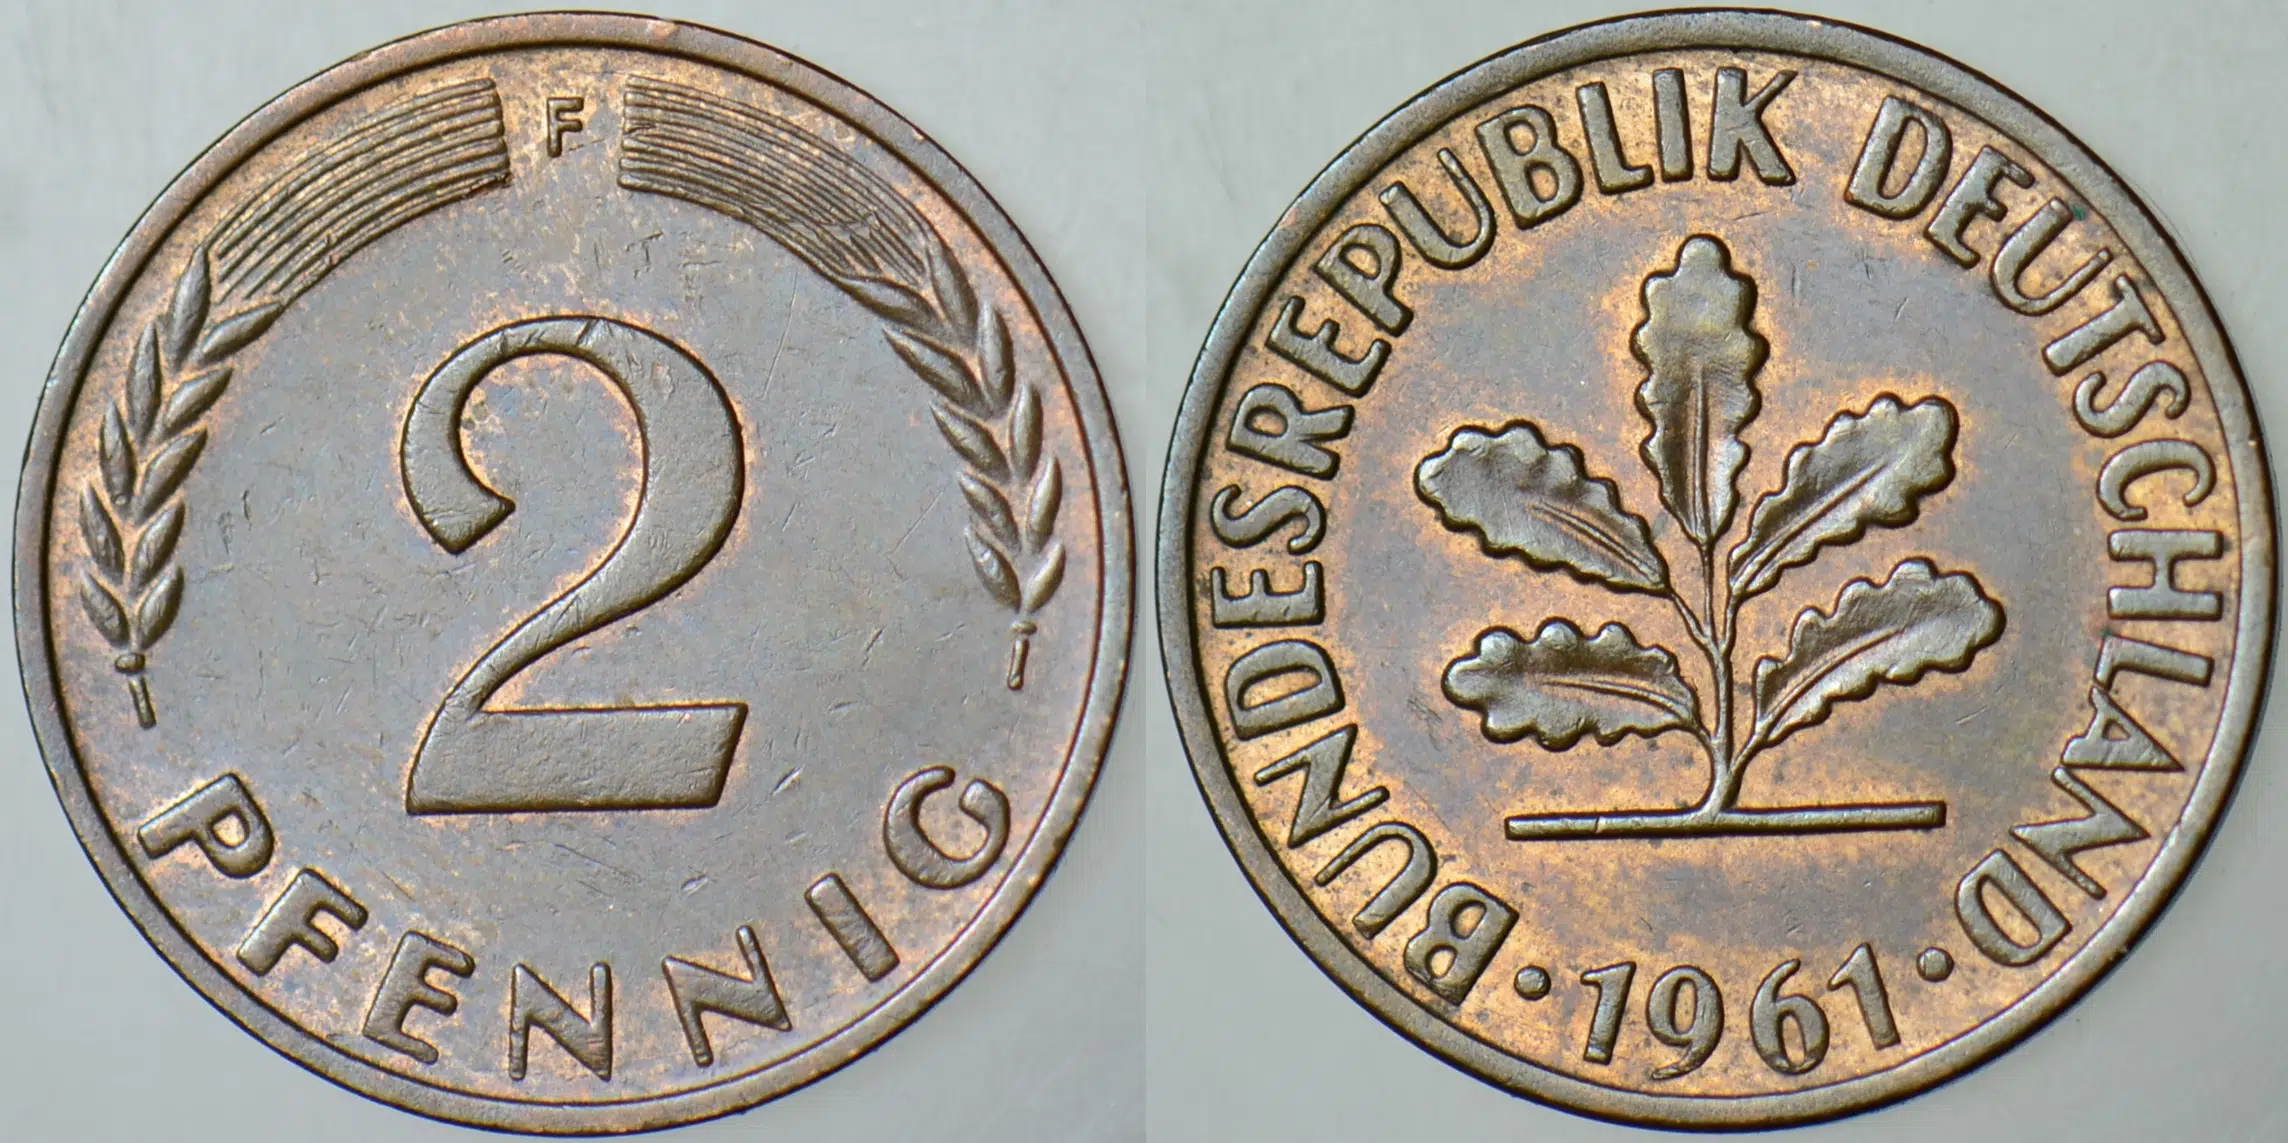 F
2
PFENNIG
BUNDESREPUBLIK DEUTSCHLAND
· 1961 ·